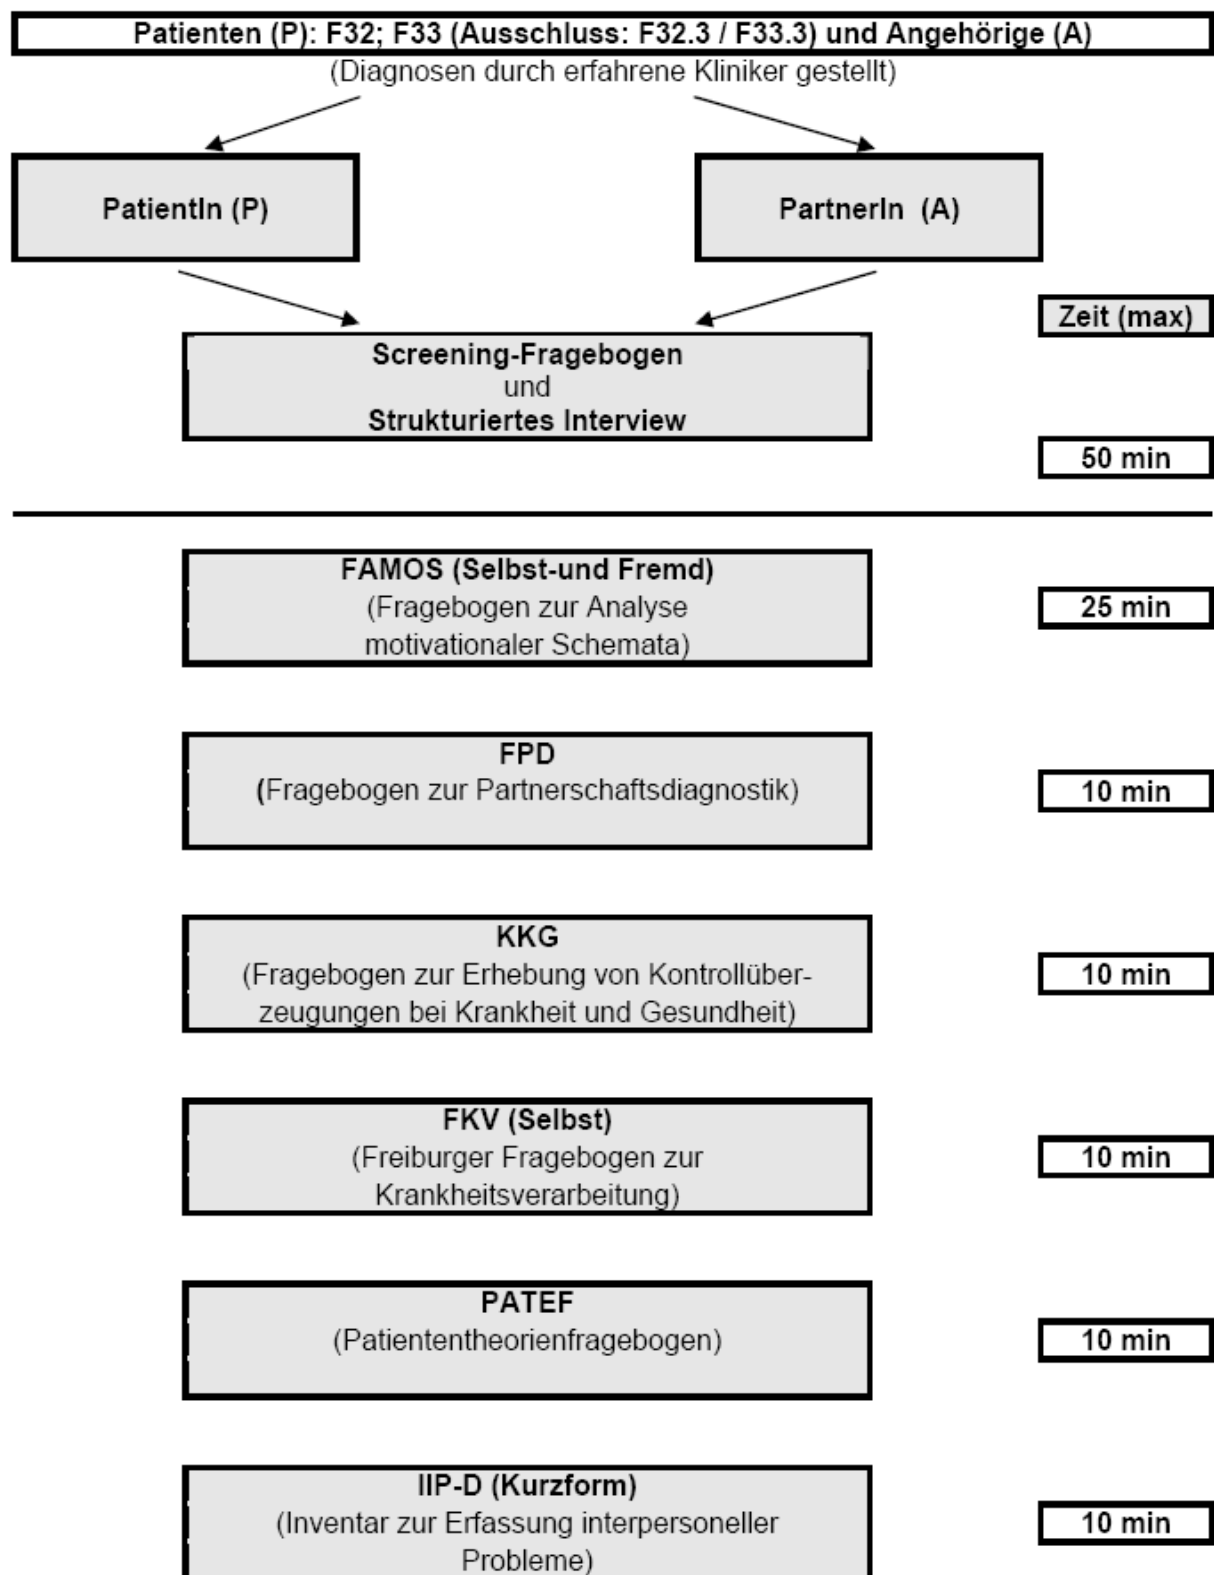 Patienten (P): F32; F33 (Ausschluss: F32.3 / F33.3) und Angehörige (A)
(Diagnosen durch erfahrene Kliniker gestellt)
PatientIn (P)
PartnerIn (A)
Zeit (max)
Screening-Fragebogen
und
Strukturiertes Interview
50 min
FAMOS (Selbst-und Fremd)
(Fragebogen zur Analyse
motivationaler Schemata)
25 min
FPD
(Fragebogen zur Partnerschaftsdiagnostik)
10 min
KKG
(Fragebogen zur Erhebung von Kontrollüber-
zeugungen bei Krankheit und Gesundheit)
10 min
FKV (Selbst)
(Freiburger Fragebogen zur
Krankheitsverarbeitung)
10 min
PATEF
(Patiententheorienfragebogen)
10 min
IIP-D (Kurzform)
(Inventar zur Erfassung interpersoneller
Probleme)
10 min